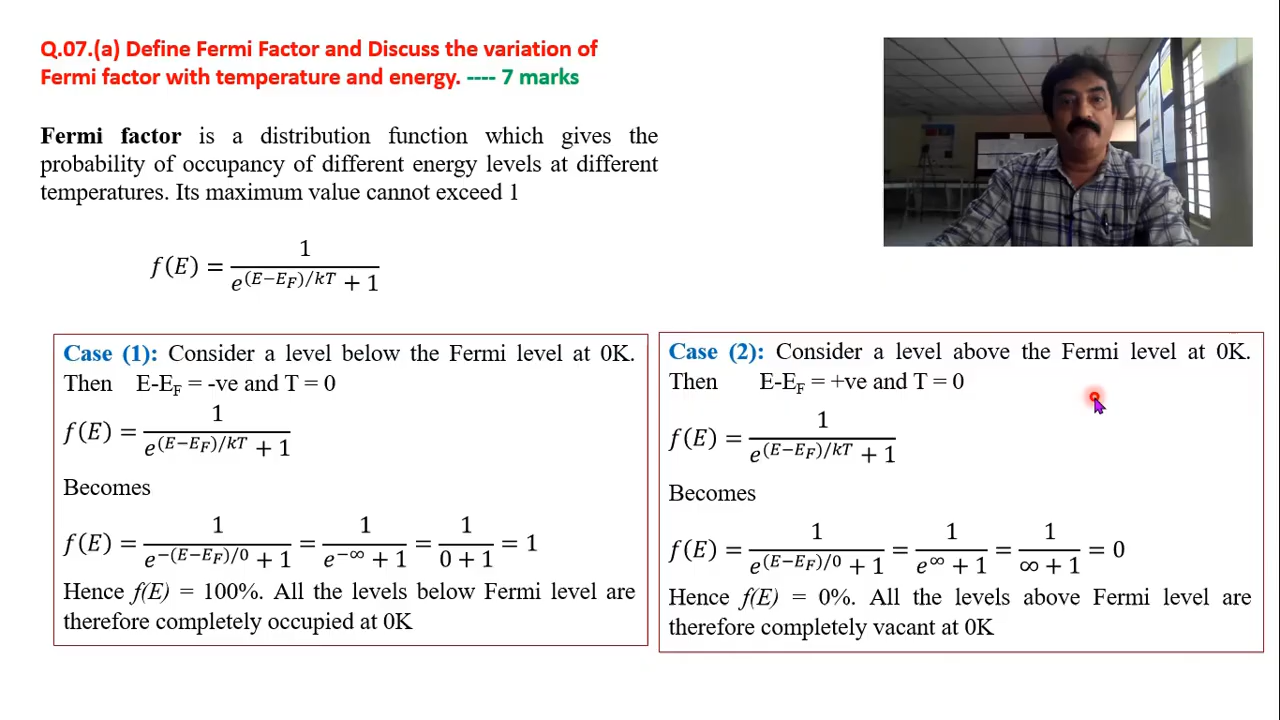 Q.07.(a) Define Fermi Factor and Discuss the variation of
Fermi factor with temperature and energy. ---- 7 marks
Fermi factor is a distribution function which gives the
probability of occupancy of different energy levels at different
temperatures. Its maximum value cannot exceed 1
f(E) = 1 / (e^((E−E_F)/kT) + 1)
Case (1): Consider a level below the Fermi level at 0K.
Then E-E_F = -ve and T = 0
f(E) = 1 / (e^((E−E_F)/kT) + 1)
Becomes
f(E) = 1 / (e^(−(E−E_F)/0) + 1) = 1 / (e^(−∞) + 1) = 1 / (0 + 1) = 1
Hence f(E) = 100%. All the levels below Fermi level are
therefore completely occupied at 0K
Case (2): Consider a level above the Fermi level at 0K.
Then E-E_F = +ve and T = 0
f(E) = 1 / (e^((E−E_F)/kT) + 1)
Becomes
f(E) = 1 / (e^((E−E_F)/0) + 1) = 1 / (e^∞ + 1) = 1 / (∞ + 1) = 0
Hence f(E) = 0%. All the levels above Fermi level are
therefore completely vacant at 0K